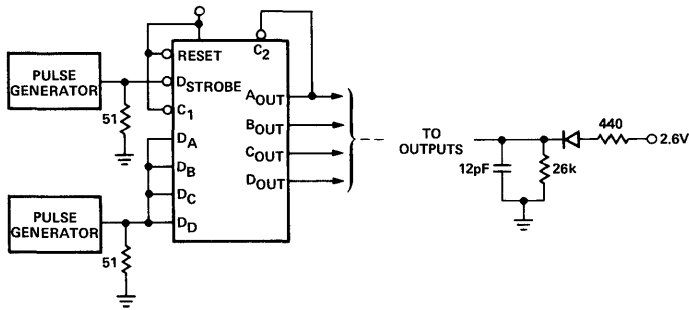 PULSE
GENERATOR
51
RESET
DSTROBE
C1
DA
DB
DC
DD
C2
AOUT
BOUT
COUT
DOUT
PULSE
GENERATOR
51
TO
OUTPUTS
12pF
26k
440
2.6V